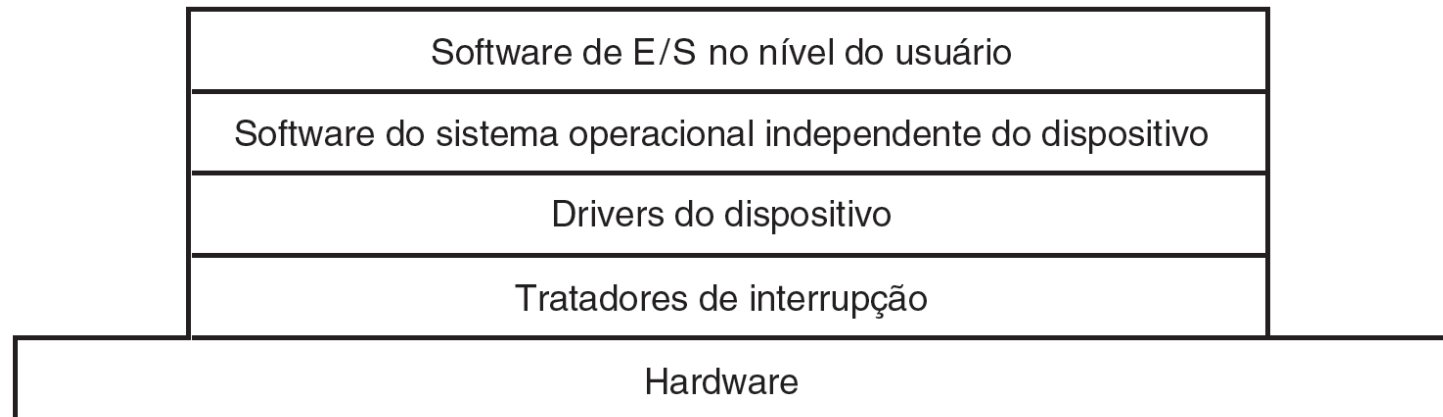 Software de E/S no nível do usuário
Software do sistema operacional independente do dispositivo
Drivers do dispositivo
Tratadores de interrupção
Hardware